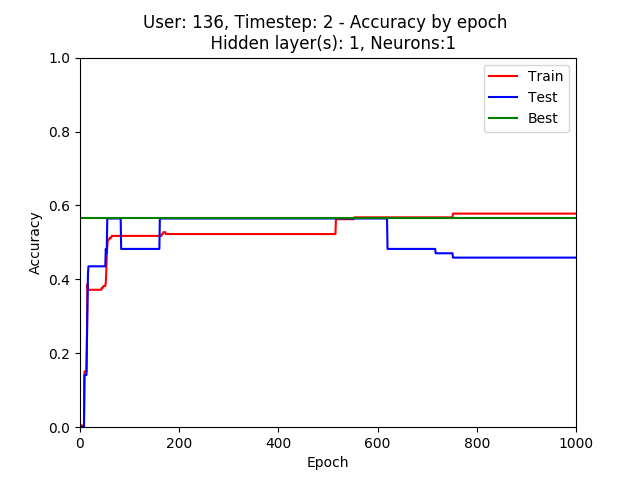 User: 136, Timestep: 2 - Accuracy by epoch
Hidden layer(s): 1, Neurons:1
Train
Test
Best
1.0
0.8
0.6
0.4
0.2
0.0
Accuracy
0 200 400 600 800 1000
Epoch